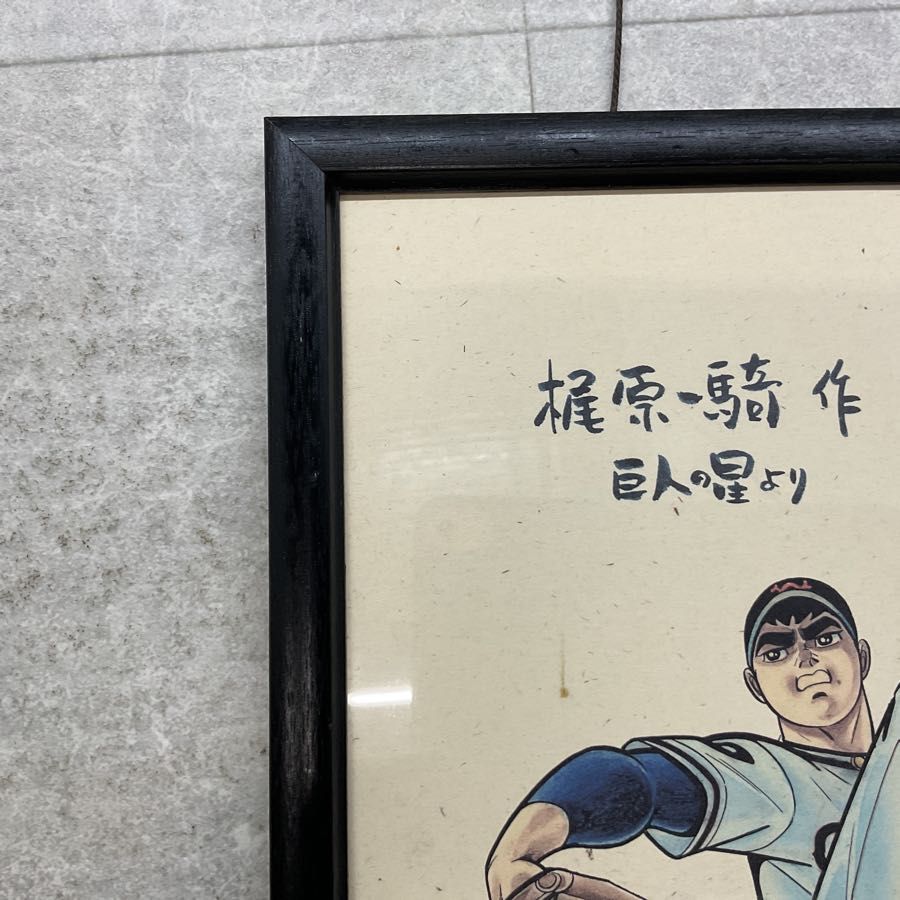 梶原一騎 作
巨人の星より